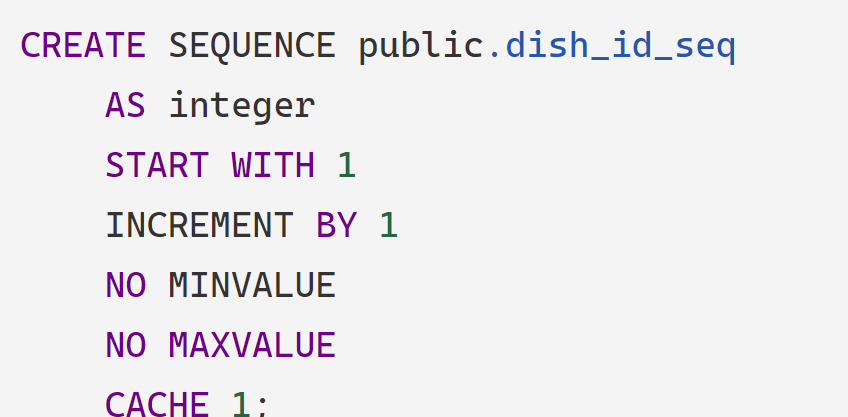 CREATE SEQUENCE public.dish_id_seq
    AS integer
    START WITH 1
    INCREMENT BY 1
    NO MINVALUE
    NO MAXVALUE
    CACHE 1;